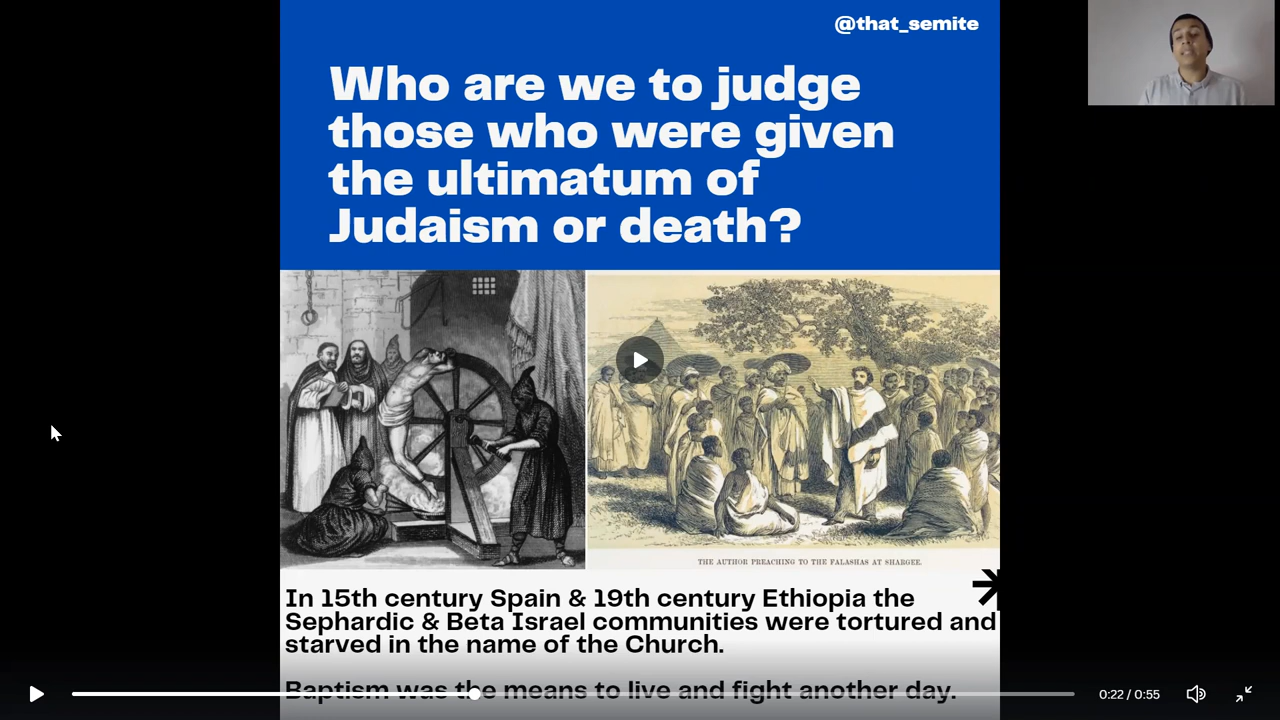 @that_semite
Who are we to judge
those who were given
the ultimatum of
Judaism or death?
THE AUTHOR PREACHING TO THE FALASHAS AT SHARGEE.
In 15th century Spain & 19th century Ethiopia the
Sephardic & Beta Israel communities were tortured and
starved in the name of the Church.
Baptism was the means to live and fight another day.
0:22 / 0:55